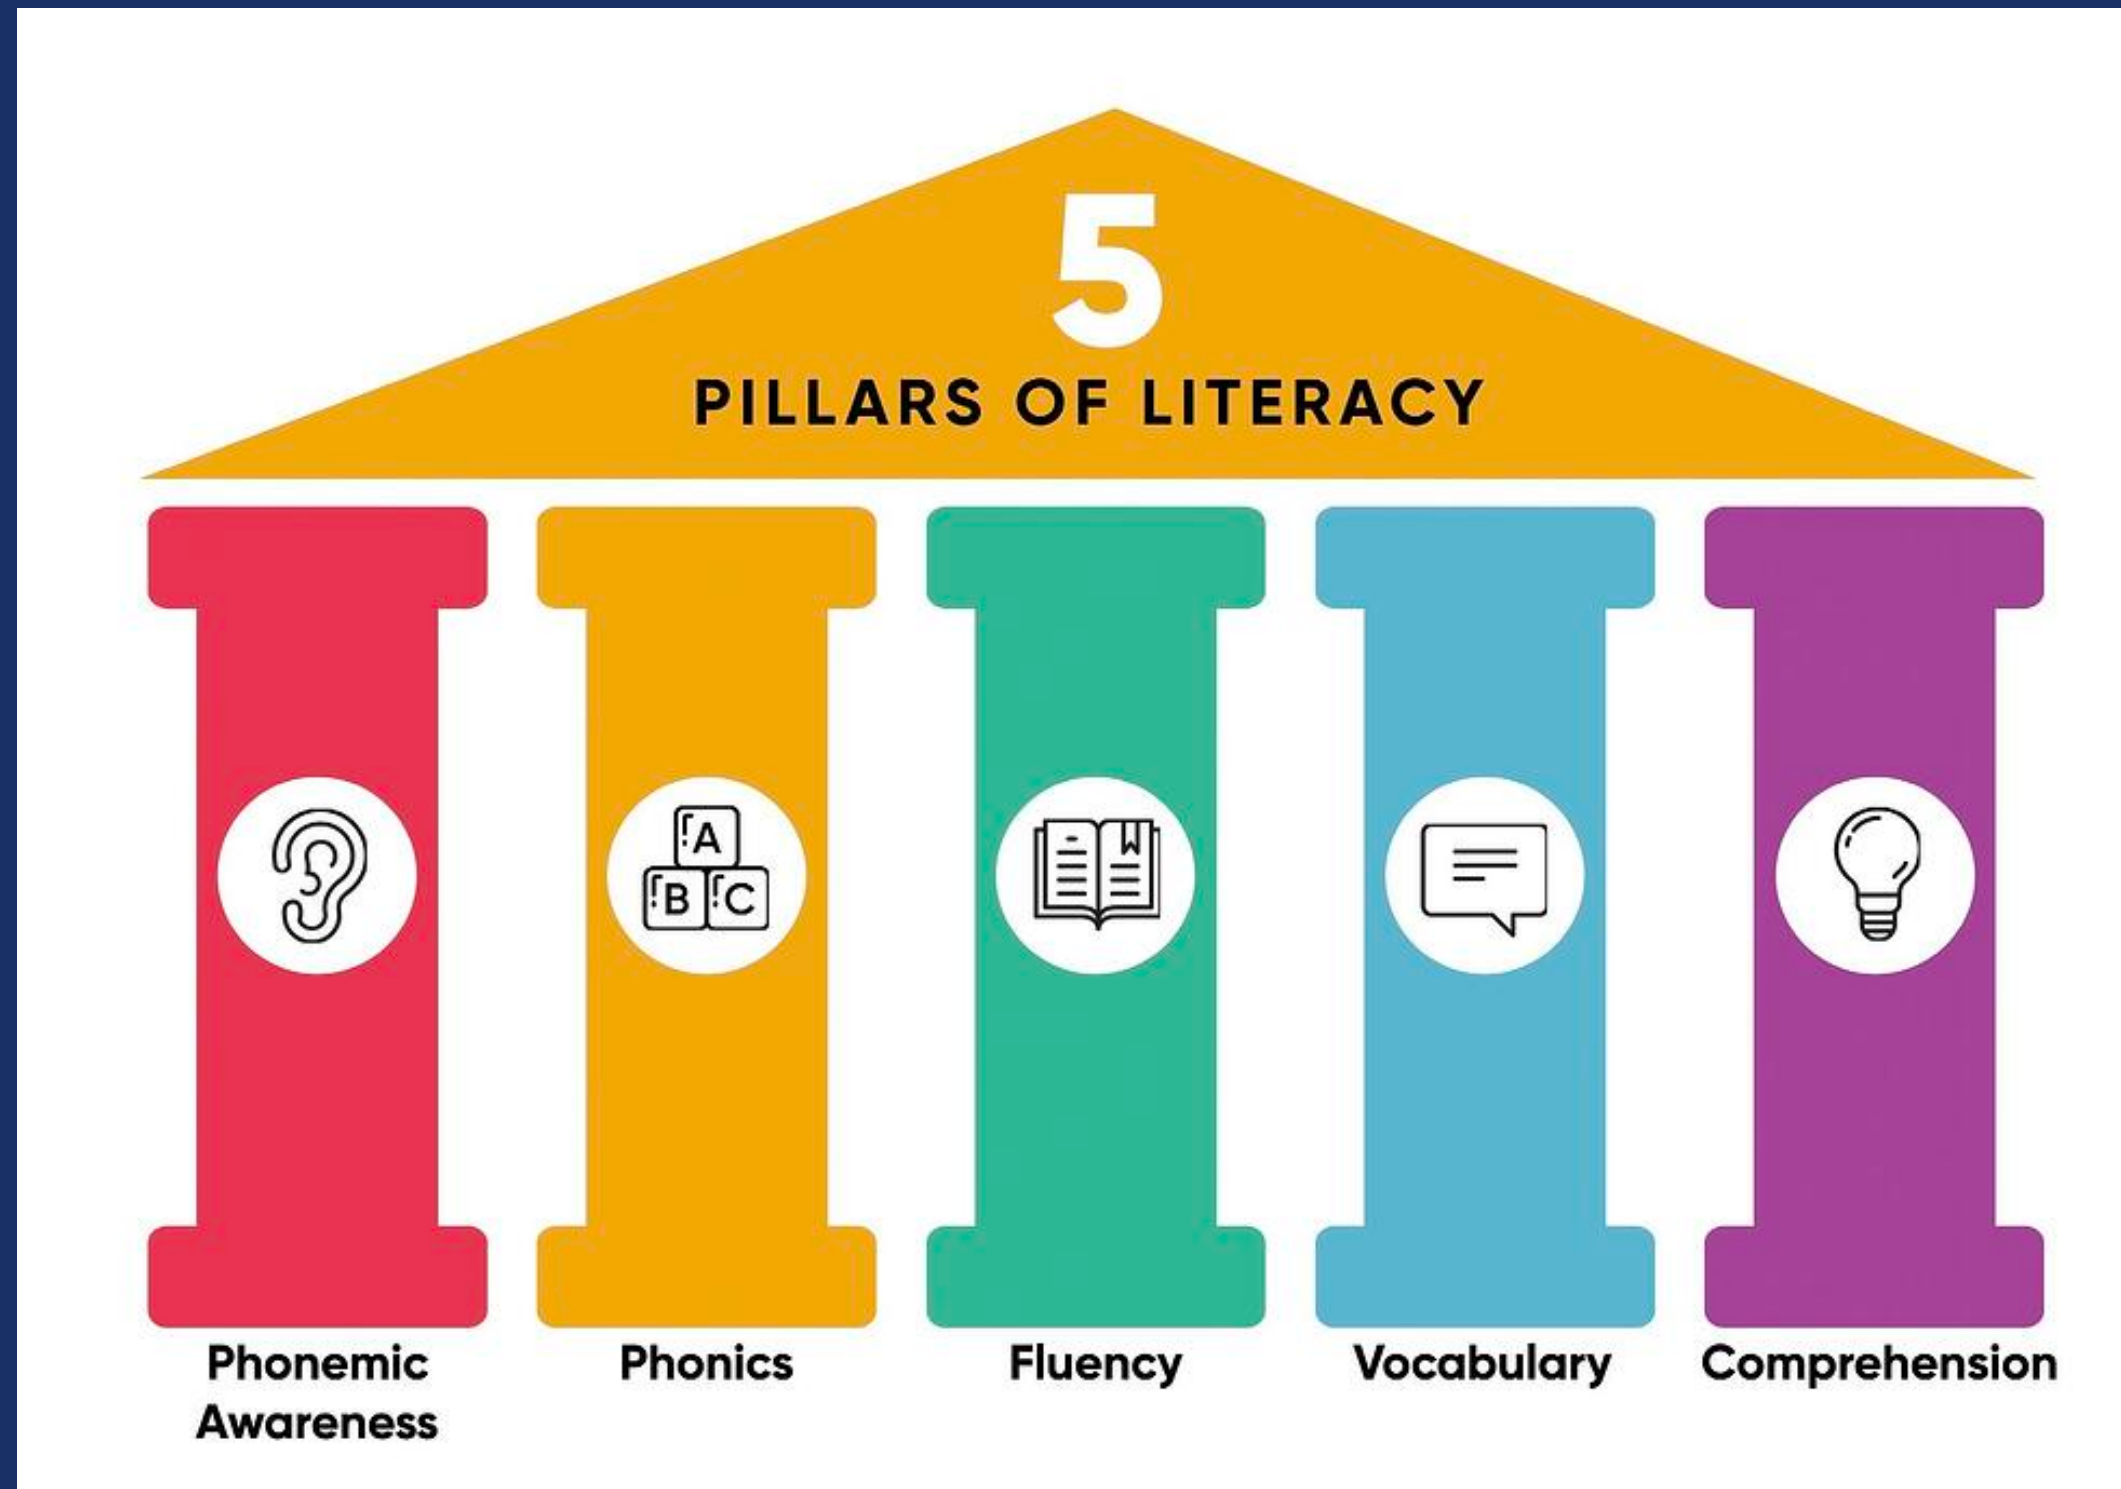 5
PILLARS OF LITERACY
A
B C
Phonemic
Awareness
Phonics
Fluency
Vocabulary
Comprehension